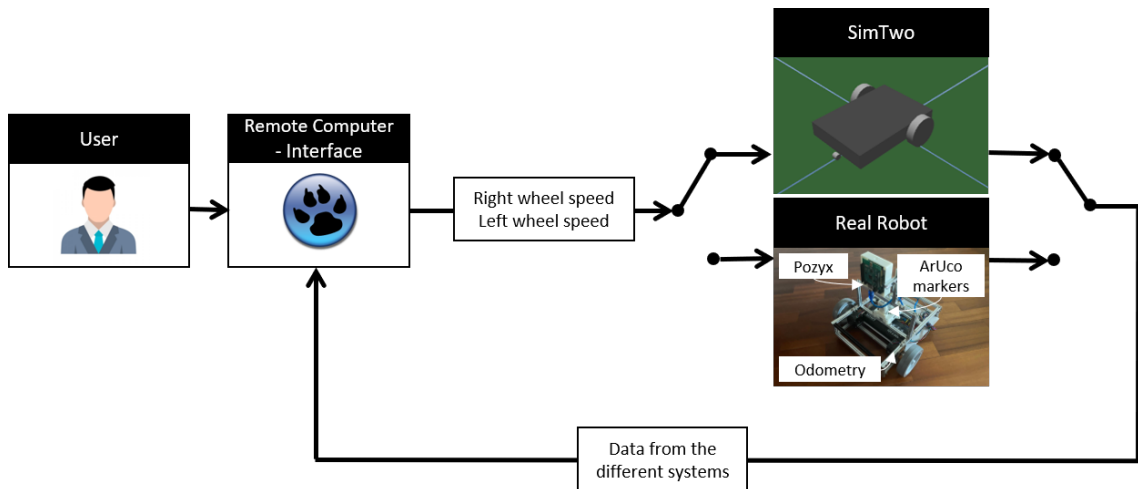 User
Remote Computer
- Interface
Right wheel speed
Left wheel speed
SimTwo
Real Robot
Pozyx
ArUco
markers
Odometry
Data from the
different systems